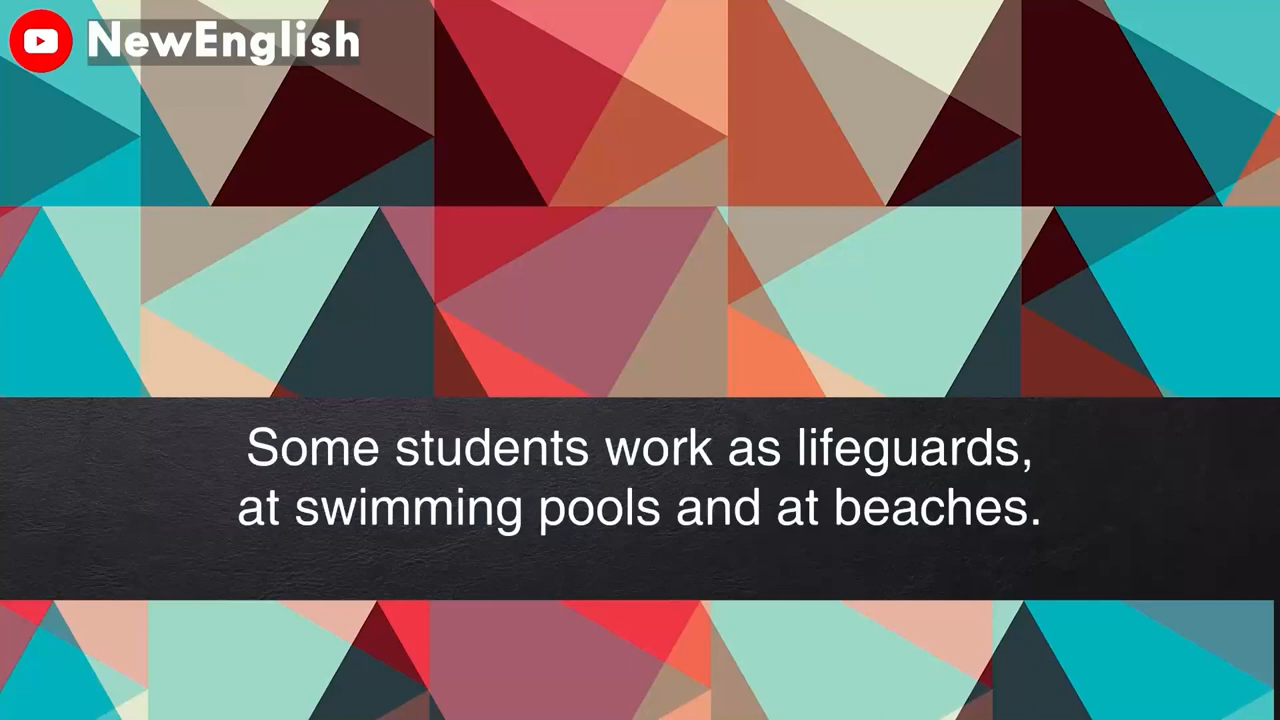 NewEnglish
Some students work as lifeguards,
at swimming pools and at beaches.